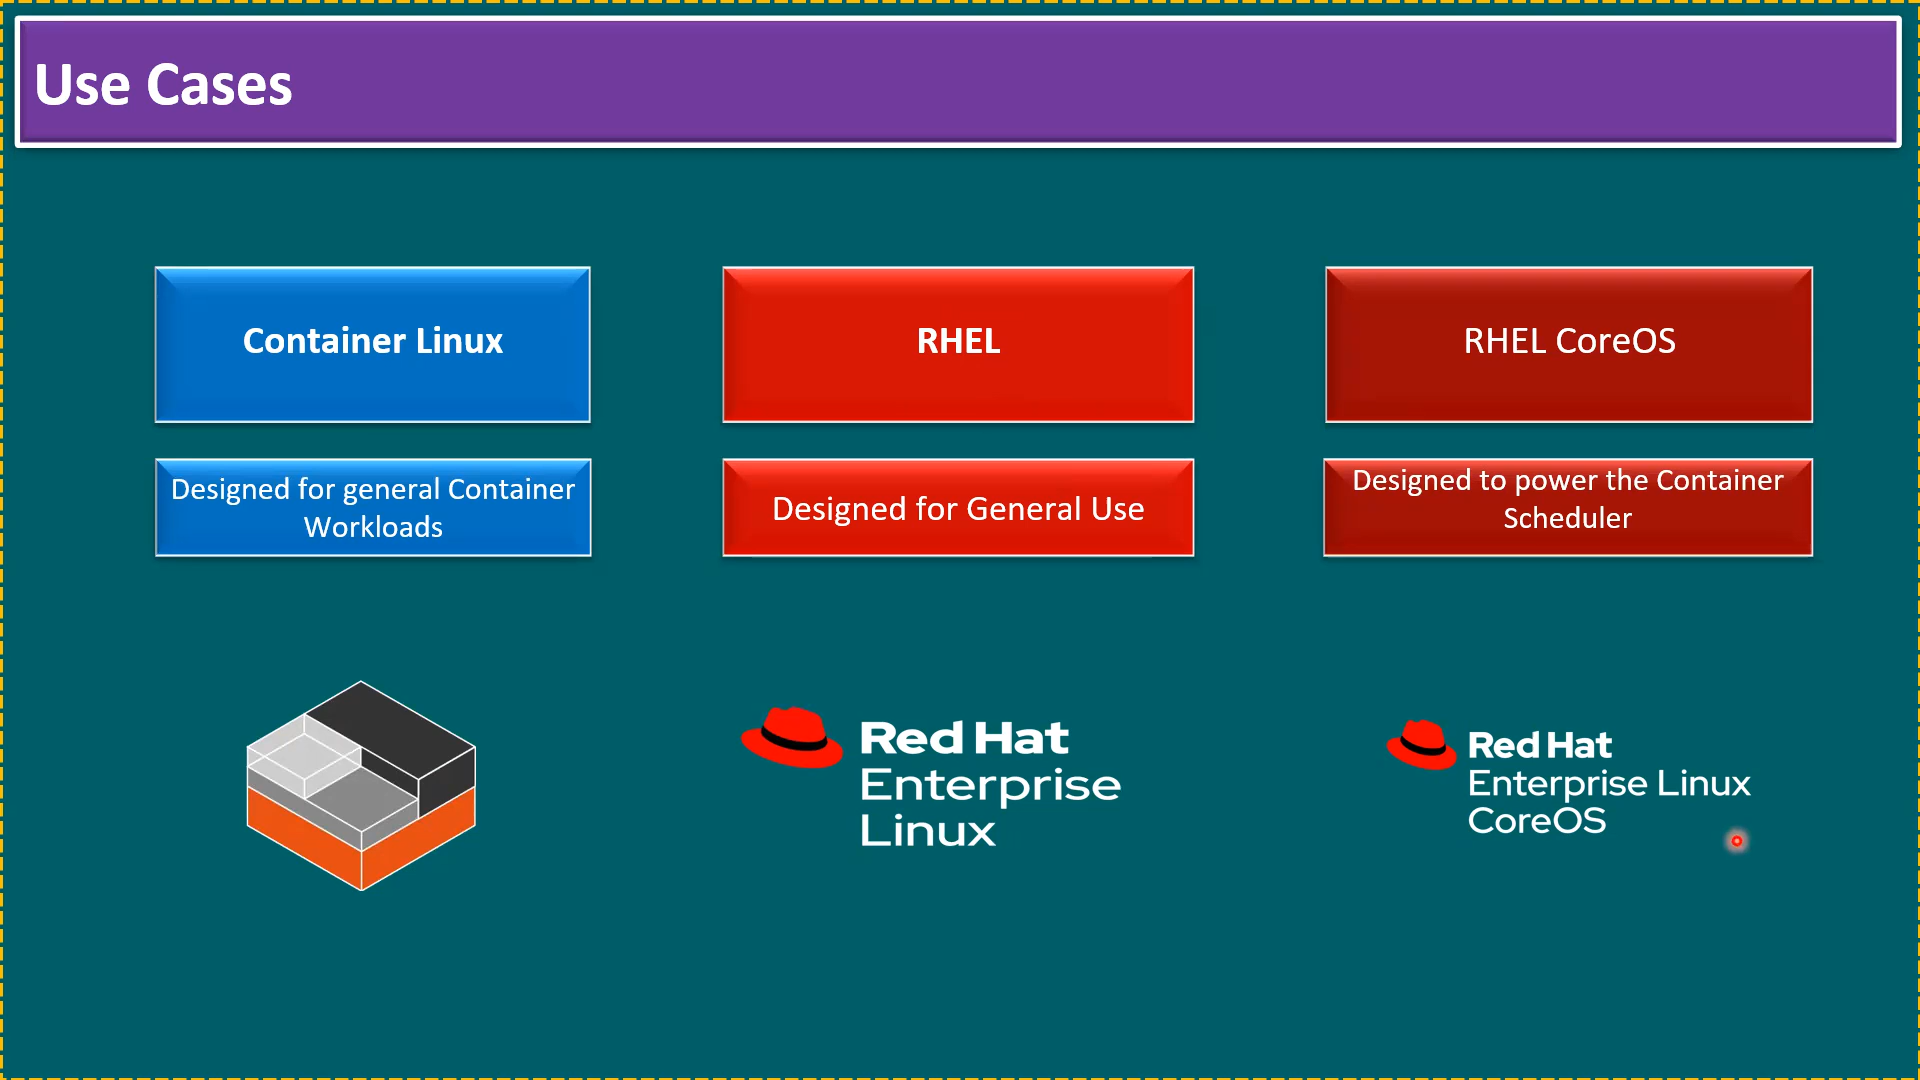 Use Cases
Container Linux
RHEL
RHEL CoreOS
Designed for general Container
Workloads
Designed for General Use
Designed to power the Container
Scheduler
Red Hat
Enterprise
Linux
Red Hat
Enterprise Linux
CoreOS